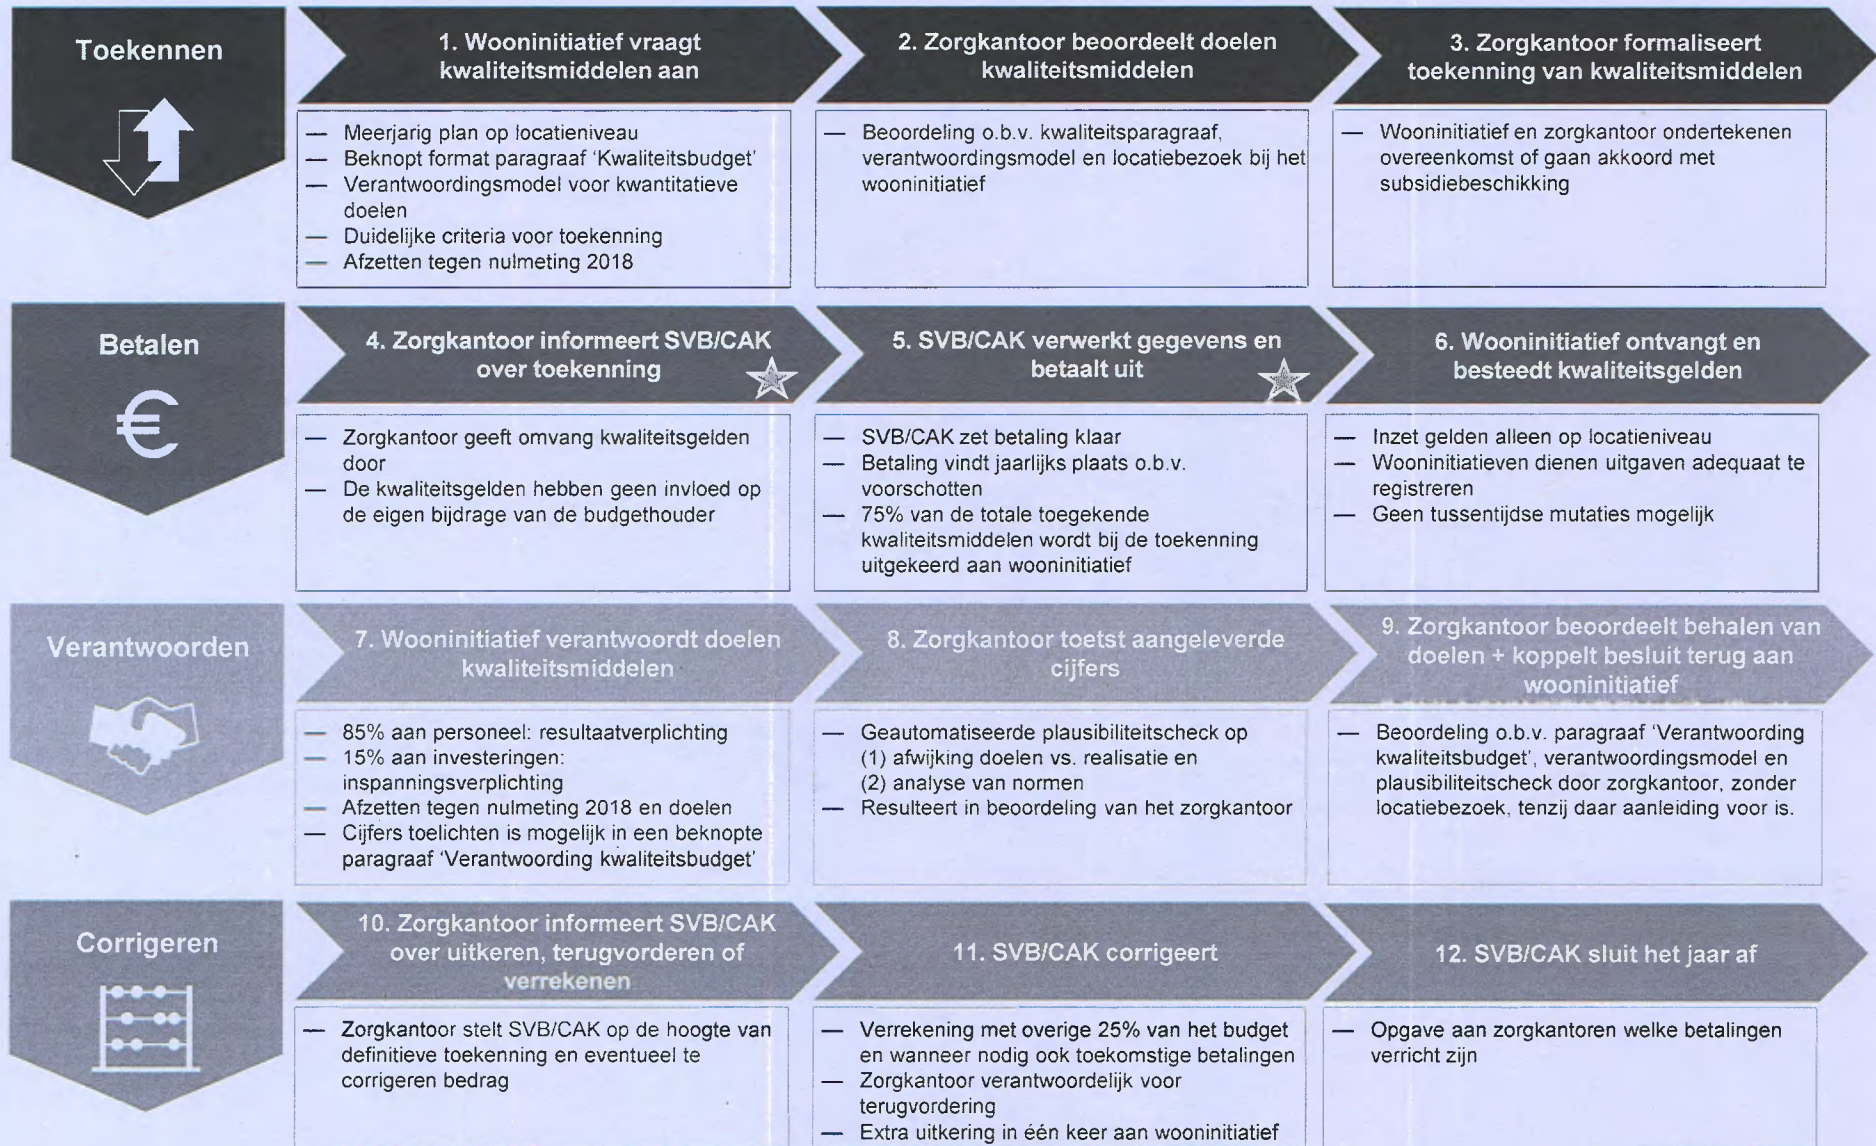 Toekennen
1. Wooninitiatief vraagt
kwaliteitsmiddelen aan
2. Zorgkantoor beoordeelt doelen
kwaliteitsmiddelen
3. Zorgkantoor formaliseert
toekenning van kwaliteitsmiddelen
— Meerjarig plan op locatieniveau
— Beknopt format paragraaf 'Kwaliteitsbudget'
— Verantwoordingsmodel voor kwantitatieve
doelen
— Duidelijke criteria voor toekenning
— Afzetten tegen nulmeting 2018
— Beoordeling o.b.v. kwaliteitsparagraaf,
verantwoordingsmodel en locatiebezoek bij het
wooninitiatief
— Wooninitiatief en zorgkantoor ondertekenen
overeenkomst of gaan akkoord met
subsidiebeschikking
Betalen
€
4. Zorgkantoor informeert SVB/CAK
over toekenning
5. SVB/CAK verwerkt gegevens en
betaalt uit
6. Wooninitiatief ontvangt en
besteedt kwaliteitsgelden
— Zorgkantoor geeft omvang kwaliteitsgelden
door
— De kwaliteitsgelden hebben geen invloed op
de eigen bijdrage van de budgethouder
— SVB/CAK zet betaling klaar
— Betaling vindt jaarlijks plaats o.b.v.
voorschotten
— 75% van de totale toegekende
kwaliteitsmiddelen wordt bij de toekenning
uitgekeerd aan wooninitiatief
— Inzet gelden alleen op locatieniveau
— Wooninitiatieven dienen uitgaven adequaat te
registreren
— Geen tussentijdse mutaties mogelijk
Verantwoorden
7. Wooninitiatief verantwoordt doelen
kwaliteitsmiddelen
8. Zorgkantoor toetst aangeleverde
cijfers
9. Zorgkantoor beoordeelt behalen van
doelen + koppelt besluit terug aan
wooninitiatief
— 85% aan personeel: resultaatverplichting
— 15% aan investeringen:
inspanningsverplichting
— Afzetten tegen nulmeting 2018 en doelen
— Cijfers toelichten is mogelijk in een beknopte
paragraaf 'Verantwoording kwaliteitsbudget'
— Geautomatiseerde plausibiliteitscheck op
(1) afwijking doelen vs. realisatie en
(2) analyse van normen
— Resulteert in beoordeling van het zorgkantoor
— Beoordeling o.b.v. paragraaf 'Verantwoording
kwaliteitsbudget', verantwoordingsmodel en
plausibiliteitscheck door zorgkantoor, zonder
locatiebezoek, tenzij daar aanleiding voor is.
Corrigeren
10. Zorgkantoor informeert SVB/CAK
over uitkeren, terugvorderen of
verrekenen
11. SVB/CAK corrigeert
12. SVB/CAK sluit het jaar af
— Zorgkantoor stelt SVB/CAK op de hoogte van
definitieve toekenning en eventueel te
corrigeren bedrag
— Verrekening met overige 25% van het budget
en wanneer nodig ook toekomstige betalingen
— Zorgkantoor verantwoordelijk voor
terugvordering
— Extra uitkering in één keer aan wooninitiatief
— Opgave aan zorgkantoren welke betalingen
verricht zijn